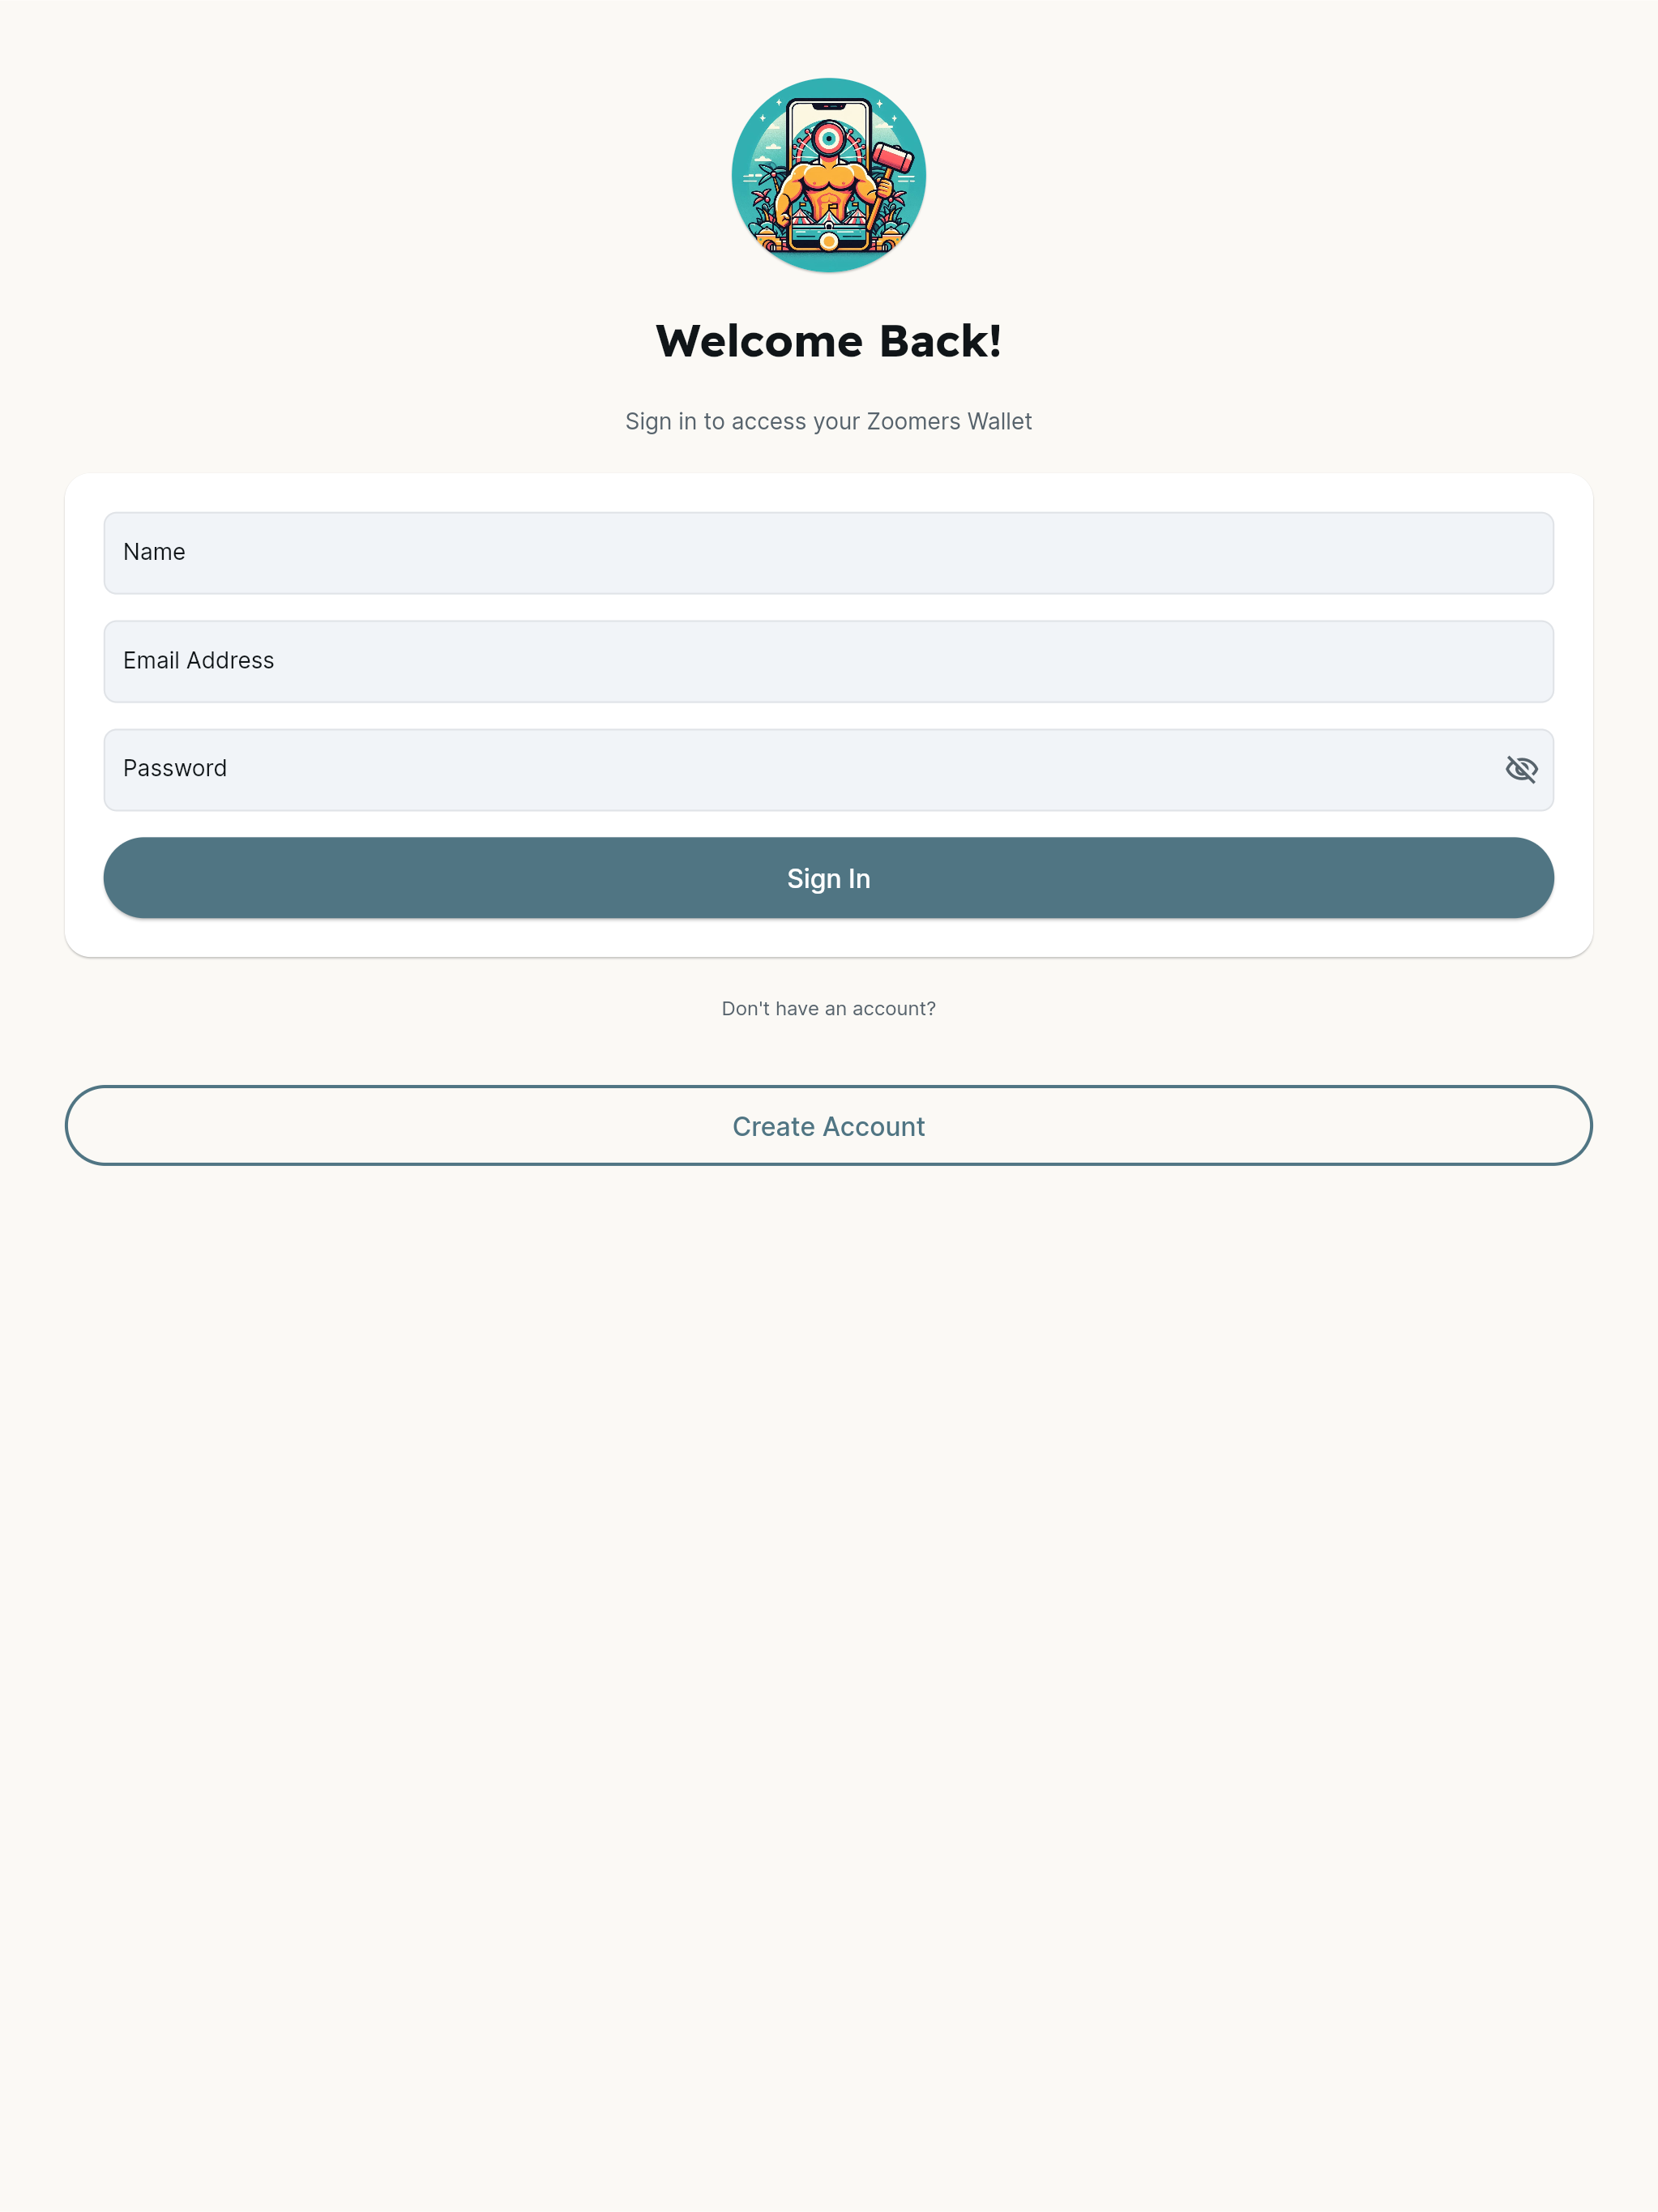 Welcome Back!
Sign in to access your Zoomers Wallet
Name
Email Address
Password
Sign In
Don't have an account?
Create Account